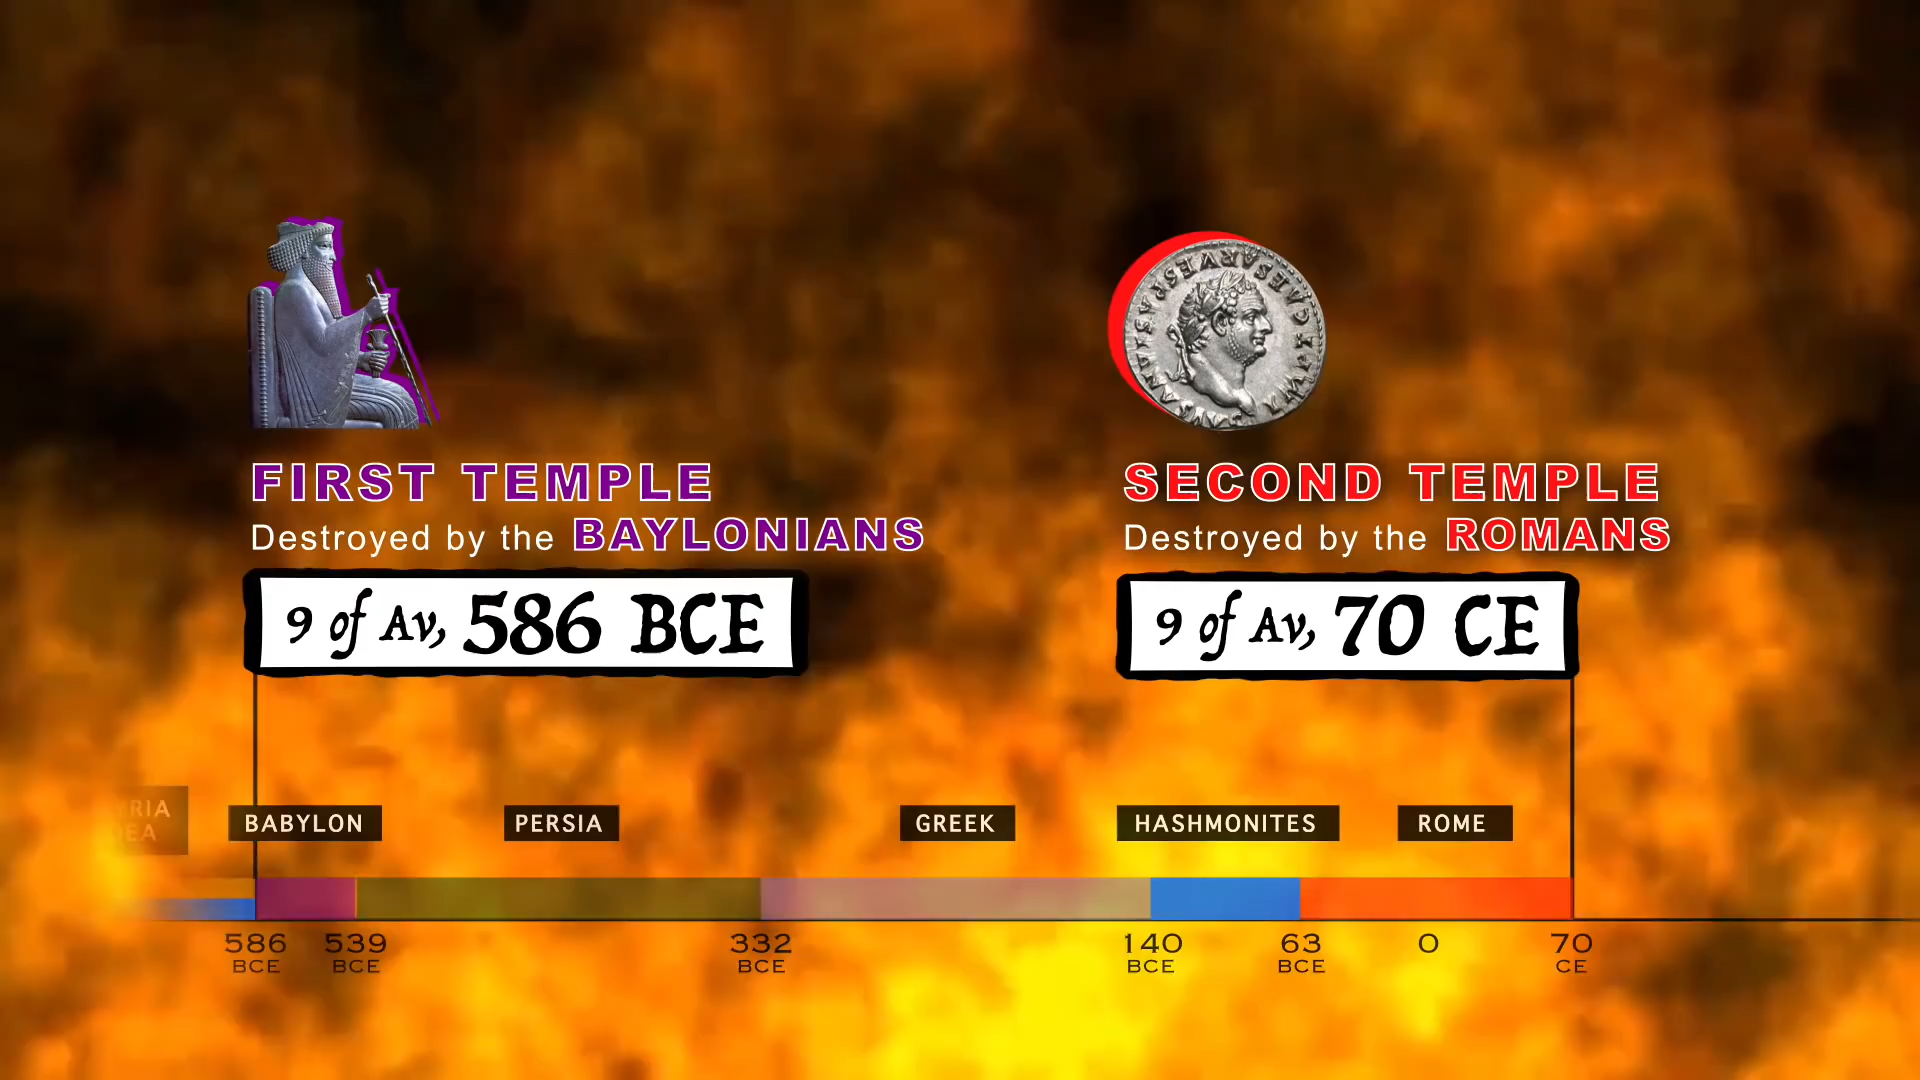 FIRST TEMPLE
Destroyed by the BAYLONIANS
9 of Av, 586 BCE
SECOND TEMPLE
Destroyed by the ROMANS
9 of Av, 70 CE
BABYLON
PERSIA
GREEK
HASHMONITES
ROME
586
BCE
539
BCE
332
BCE
140
BCE
63
BCE
0
70
CE